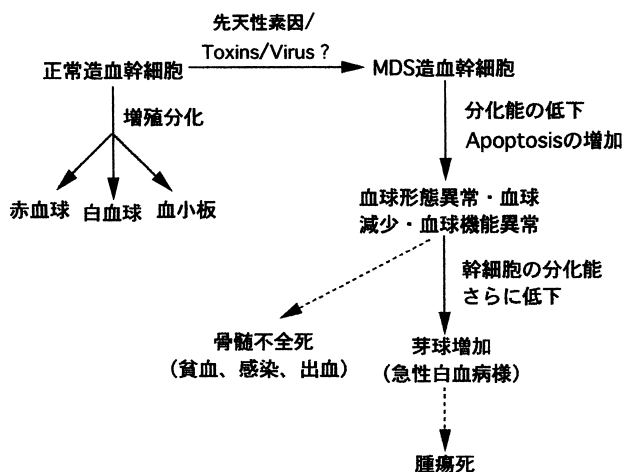 先天性素因/
Toxins/Virus ?
正常造血幹細胞
MDS造血幹細胞
増殖分化
分化能の低下
Apoptosisの増加
赤血球
白血球
血小板
血球形態異常・血球
減少・血球機能異常
幹細胞の分化能
さらに低下
骨髄不全死
(貧血、感染、出血)
芽球増加
(急性白血病様)
腫瘍死